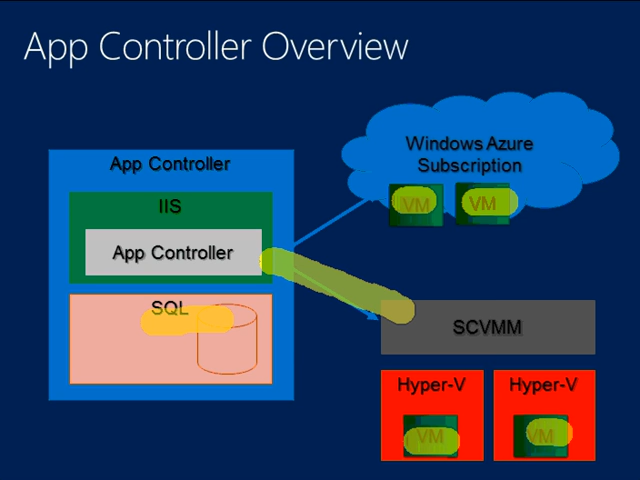 App Controller Overview
App Controller
IIS
App Controller
SQL
Windows Azure
Subscription
VM
VM
SCVMM
Hyper-V
Hyper-V
VM
VM